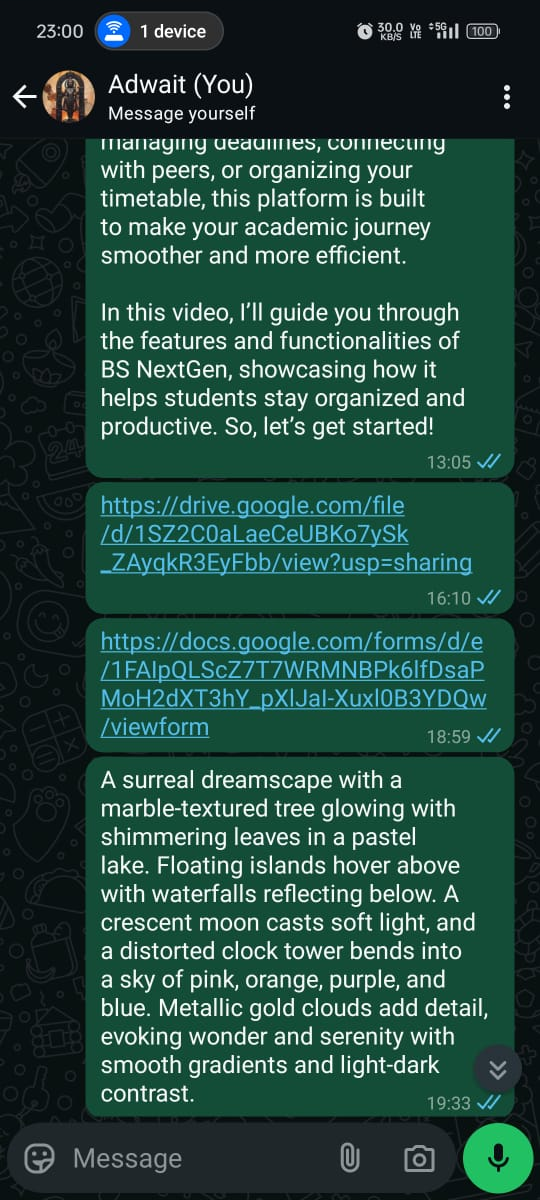 23:00
1 device
30.0 KB/S
Vo LTE
5G
100
Adwait (You)
Message yourself
managing deadlines, connecting
with peers, or organizing your
timetable, this platform is built
to make your academic journey
smoother and more efficient.
In this video, I’ll guide you through
the features and functionalities of
BS NextGen, showcasing how it
helps students stay organized and
productive. So, let’s get started!
13:05
https://drive.google.com/file
/d/1SZ2C0aLaeCeUBKo7ySk
_ZAyqkR3EyFbb/view?usp=sharing
16:10
https://docs.google.com/forms/d/e
/1FAIpQLScZ7T7WRMNBPk6lfDsaP
MoH2dXT3hY_pXlJaI-Xuxl0B3YDQw
/viewform
18:59
A surreal dreamscape with a
marble-textured tree glowing with
shimmering leaves in a pastel
lake. Floating islands hover above
with waterfalls reflecting below. A
crescent moon casts soft light, and
a distorted clock tower bends into
a sky of pink, orange, purple, and
blue. Metallic gold clouds add detail,
evoking wonder and serenity with
smooth gradients and light-dark
contrast.
19:33
Message